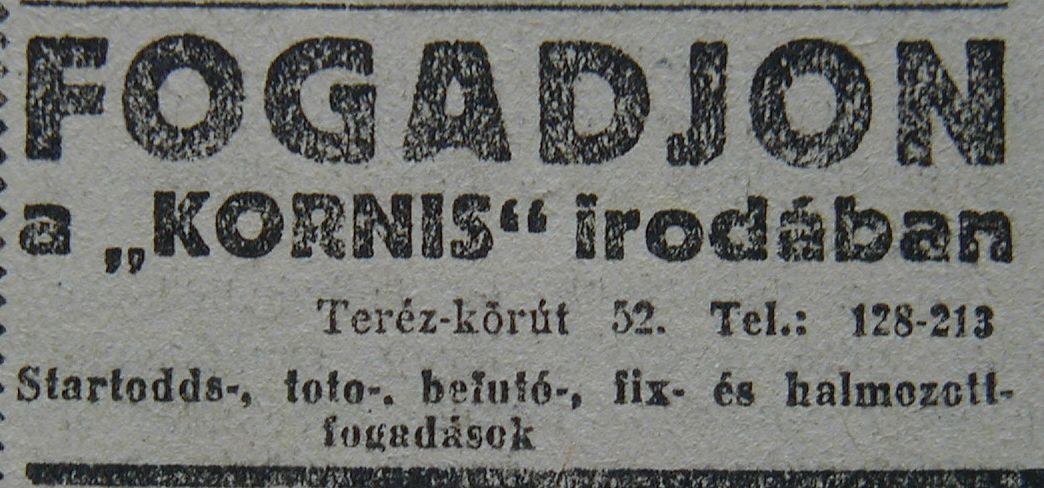 FOGADJON
a „KORNIS“ irodában
Teréz-körút 52. Tel.: 128-213
Startodds-, toto-, befutó-, fix- és halmozott-
fogadások